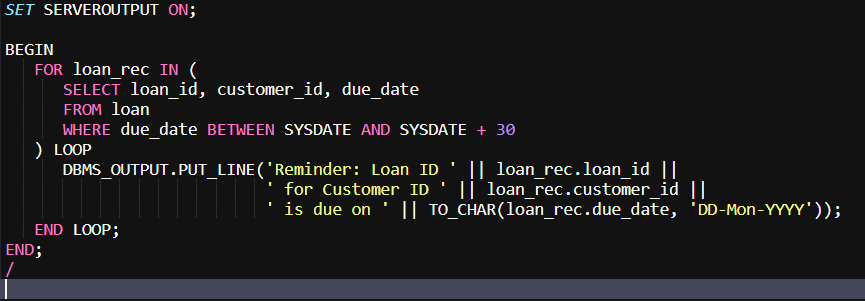 SET SERVEROUTPUT ON;
BEGIN
FOR loan_rec IN (
SELECT loan_id, customer_id, due_date
FROM loan
WHERE due_date BETWEEN SYSDATE AND SYSDATE + 30
) LOOP
DBMS_OUTPUT.PUT_LINE('Reminder: Loan ID ' || loan_rec.loan_id ||
' for Customer ID ' || loan_rec.customer_id ||
' is due on ' || TO_CHAR(loan_rec.due_date, 'DD-Mon-YYYY'));
END LOOP;
END;
/